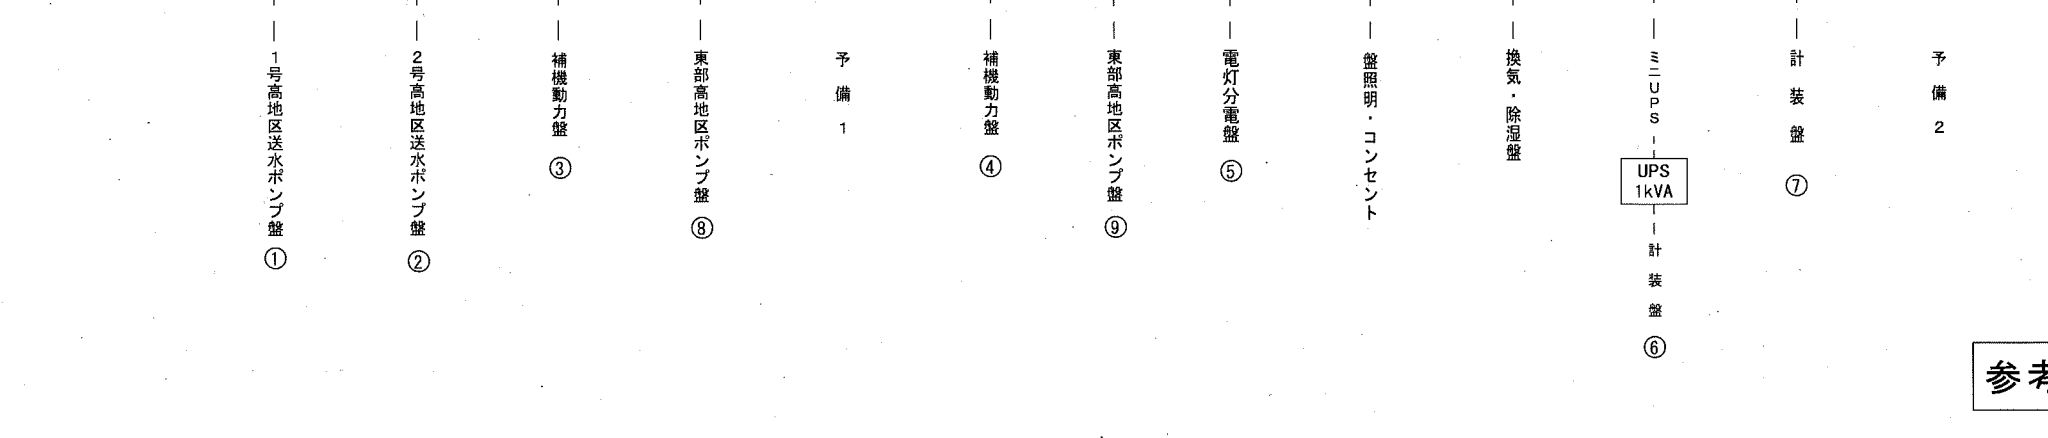 1号高地区送水ポンプ盤 ①
2号高地区送水ポンプ盤 ②
補機動力盤 ③
東部高地区ポンプ盤 ⑧
予備1
補機動力盤 ④
東部高地区ポンプ盤 ⑨
電灯分電盤 ⑤
盤照明・コンセント
換気・除湿盤
ミニUPS
UPS
1kVA
計装盤 ⑥
計装盤 ⑦
予備2
参考